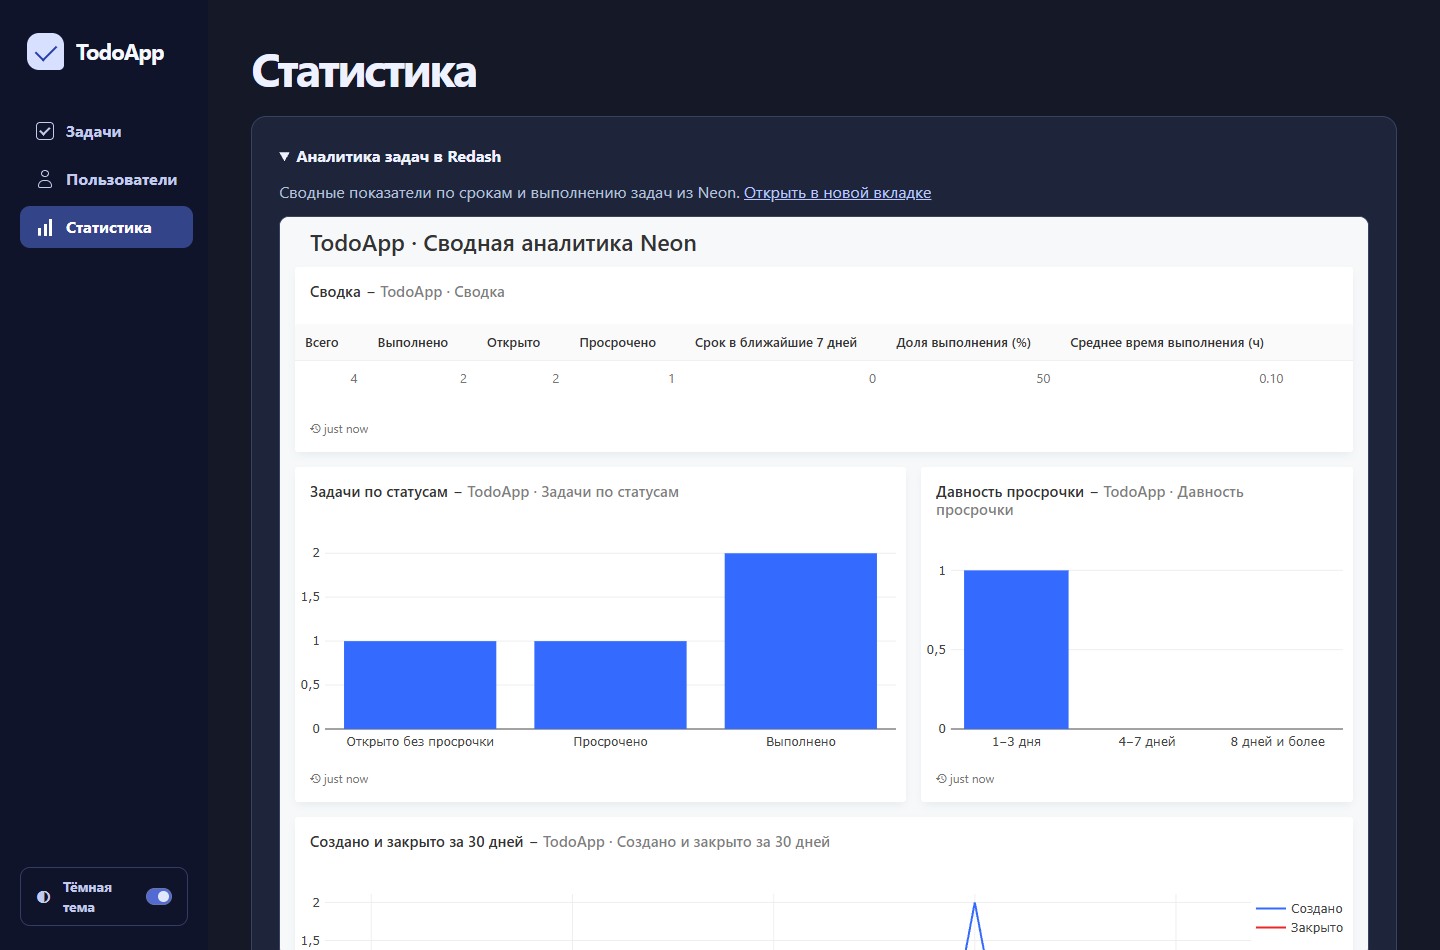 TodoApp
Задачи
Пользователи
Статистика
Тёмная
тема
Статистика
▼ Аналитика задач в Redash
Сводные показатели по срокам и выполнению задач из Neon. Открыть в новой вкладке
TodoApp · Сводная аналитика Neon
Сводка – TodoApp · Сводка
Всего Выполнено Открыто Просрочено Срок в ближайшие 7 дней Доля выполнения (%) Среднее время выполнения (ч)
4 2 2 1 0 50 0.10
just now
Задачи по статусам – TodoApp · Задачи по статусам
2
1,5
1
0,5
0
Открыто без просрочки Просрочено Выполнено
just now
Давность просрочки – TodoApp · Давность
просрочки
1
0,5
0
1–3 дня 4–7 дней 8 дней и более
just now
Создано и закрыто за 30 дней – TodoApp · Создано и закрыто за 30 дней
2
1,5
Создано
Закрыто